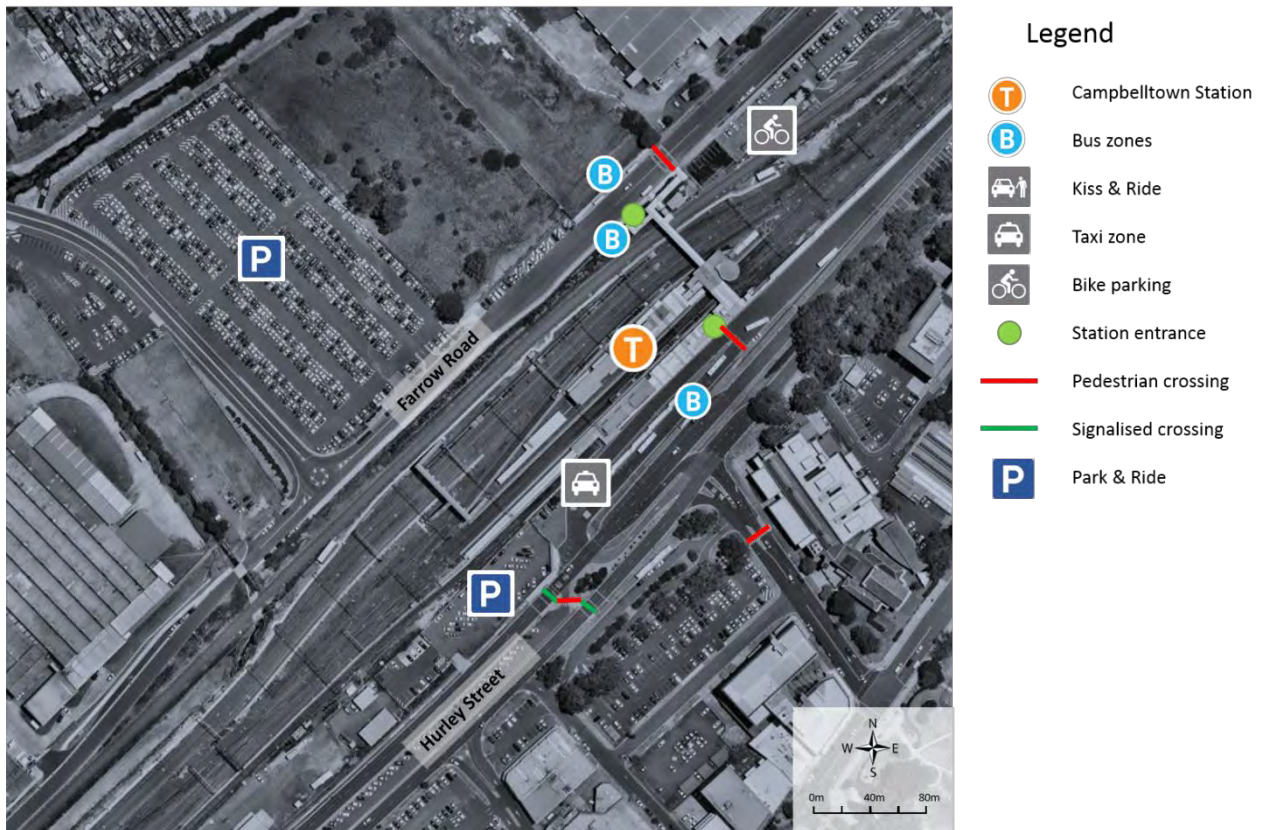 Legend
T
Campbelltown Station
B
Bus zones
Kiss & Ride
Taxi zone
Bike parking
Station entrance
Pedestrian crossing
Signalised crossing
P
Park & Ride
B
B
P
T
Farrow Road
B
P
Hurley Street
N
W E
S
0m 40m 80m